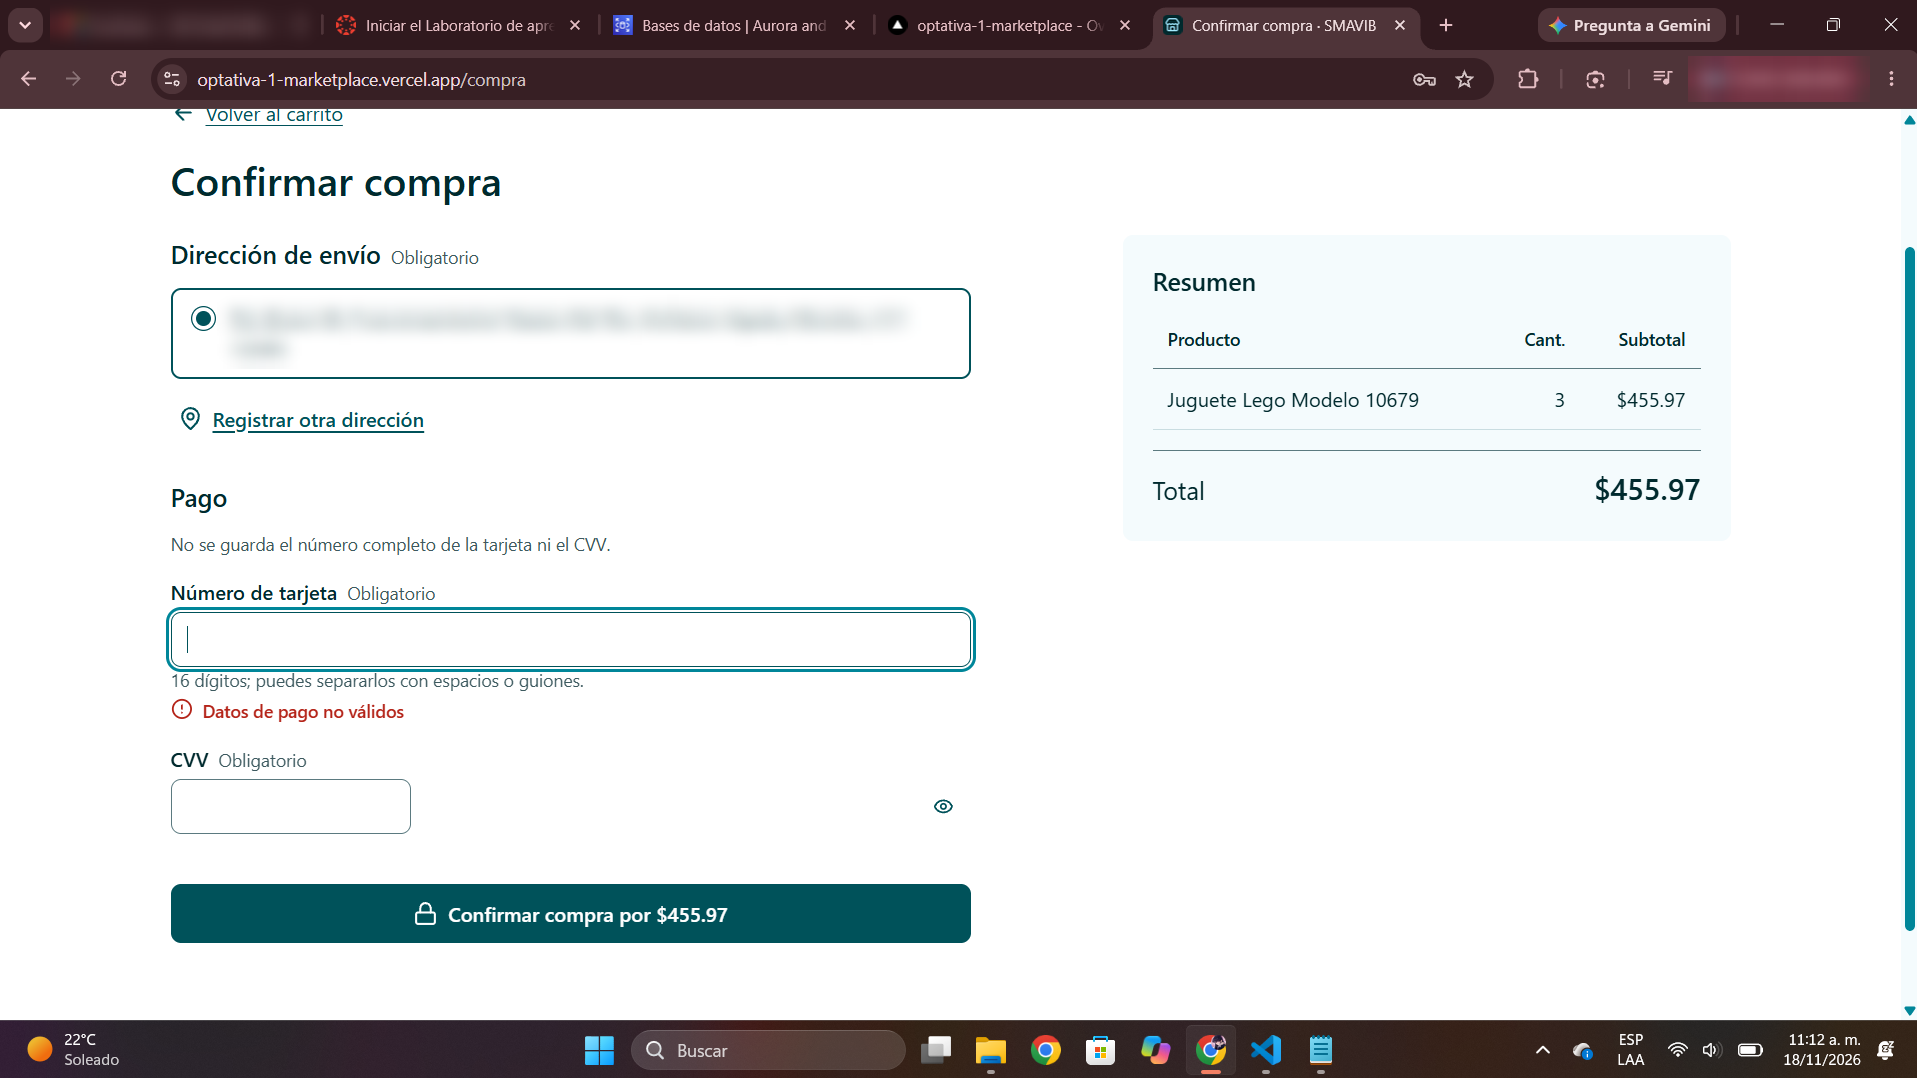 Iniciar el Laboratorio de apre
Bases de datos | Aurora and
optativa-1-marketplace - Ov
Confirmar compra · SMAVIB
Pregunta a Gemini
optativa-1-marketplace.vercel.app/compra
Volver al carrito
Confirmar compra
Dirección de envío Obligatorio
Registrar otra dirección
Pago
No se guarda el número completo de la tarjeta ni el CVV.
Número de tarjeta Obligatorio
16 dígitos; puedes separarlos con espacios o guiones.
Datos de pago no válidos
CVV Obligatorio
Confirmar compra por $455.97
Resumen
Producto Cant. Subtotal
Juguete Lego Modelo 10679 3 $455.97
Total $455.97
22°C
Soleado
Buscar
ESP
LAA
11:12 a. m.
18/11/2026